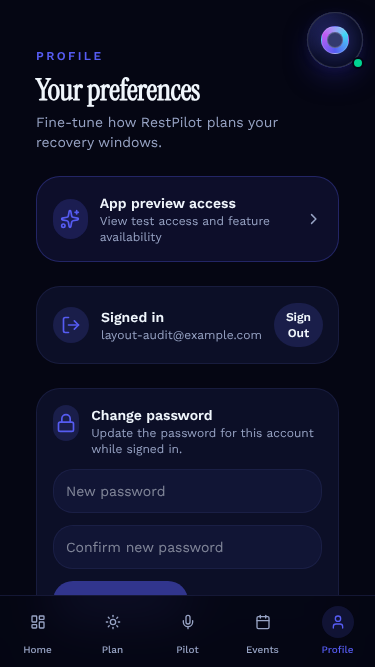 PROFILE
Your preferences
Fine-tune how RestPilot plans your
recovery windows.
App preview access
View test access and feature
availability
Signed in
layout-audit@example.com
Sign
Out
Change password
Update the password for this account
while signed in.
New password
Confirm new password
Home
Plan
Pilot
Events
Profile